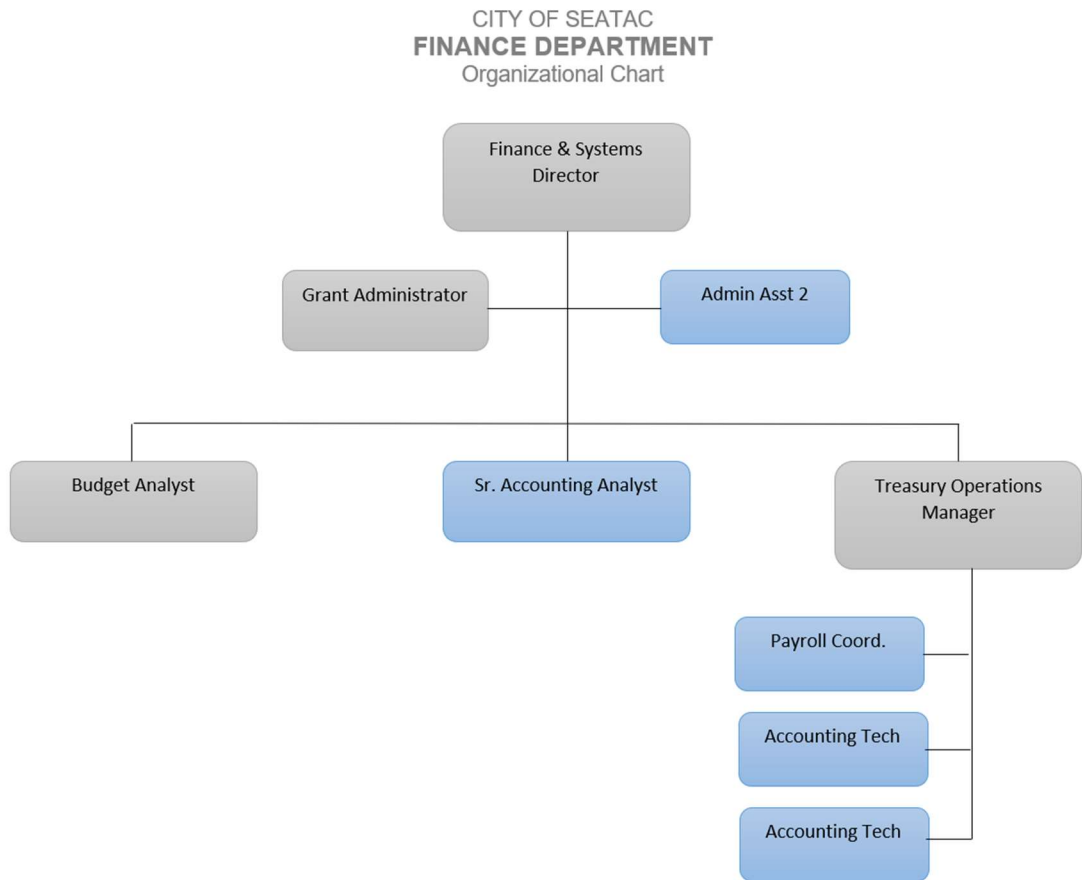 CITY OF SEATAC
FINANCE DEPARTMENT
Organizational Chart
Finance & Systems
Director
Grant Administrator
Admin Asst 2
Budget Analyst
Sr. Accounting Analyst
Treasury Operations
Manager
Payroll Coord.
Accounting Tech
Accounting Tech